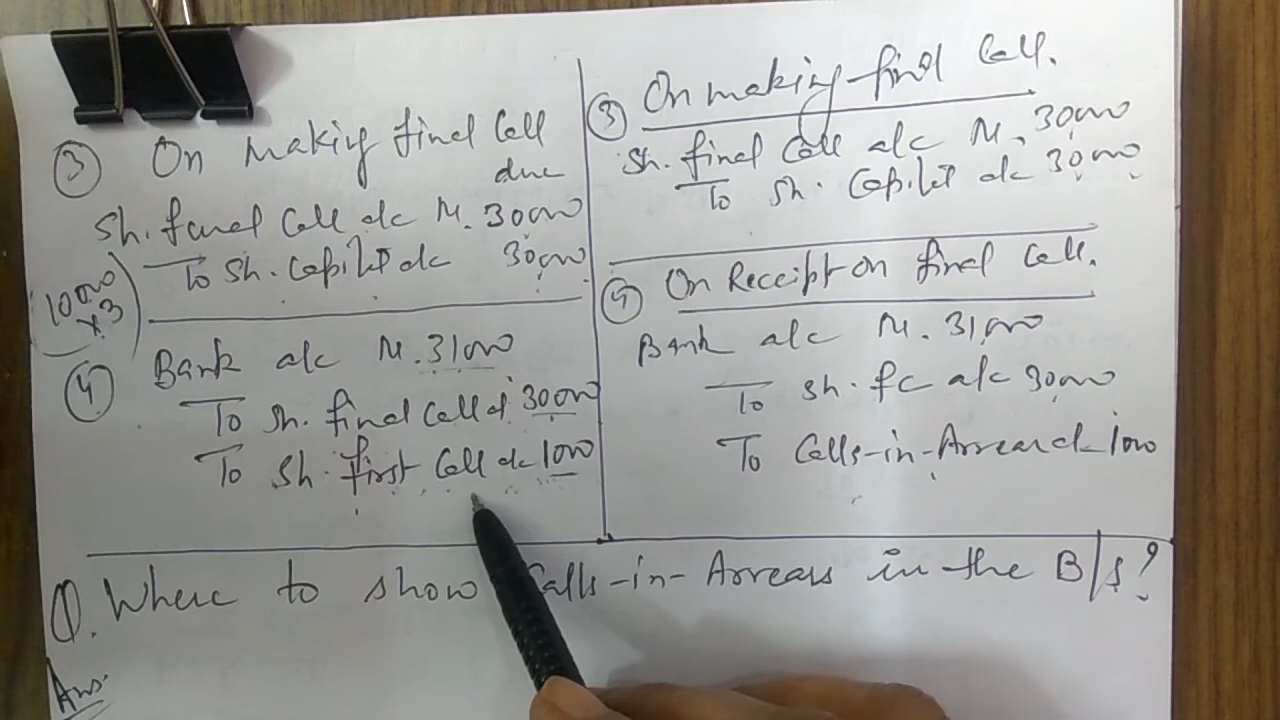 ③ On Making final Call
due
Sh. final Call a/c Dr. 30000
To Sh. Capital a/c 30000
10000
×3
④ Bank a/c Dr. 31000
To Sh. final Call a/c 30000
To Sh. first Call a/c 1000
③ On making final Call.
Sh. final Call a/c Dr. 30000
To Sh. Capital a/c 30000
④ On Receipt on final Call.
Bank a/c Dr. 31000
To Sh. FC a/c 30000
To Calls-in-Arrear a/c 1000
Q. Where to show Calls-in-Arrears in the B/S?
Ans.